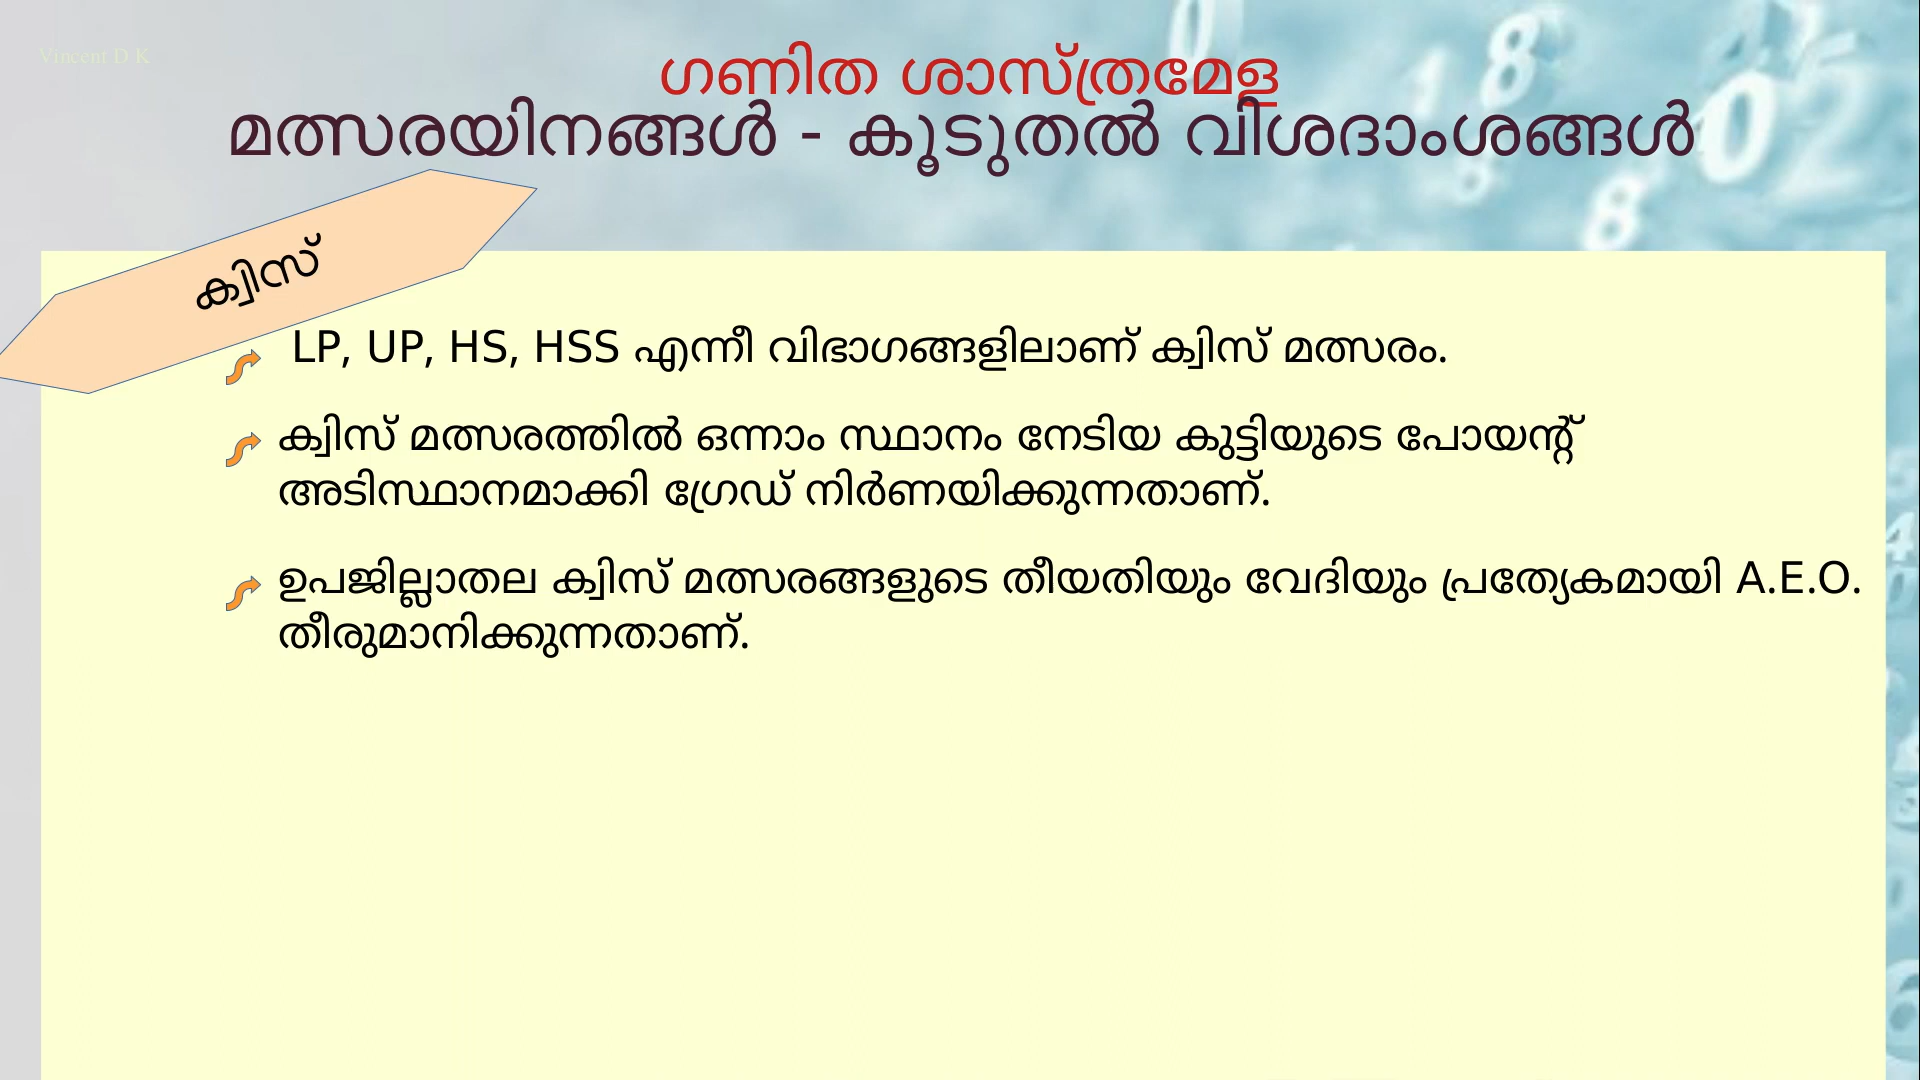 Vincent D K
ഗണിത ശാസ്ത്രമേള
മത്സരയിനങ്ങൾ - കൂടുതൽ വിശദാംശങ്ങൾ
ക്വിസ്
LP, UP, HS, HSS എന്നീ വിഭാഗങ്ങളിലാണ് ക്വിസ് മത്സരം.
ക്വിസ് മത്സരത്തിൽ ഒന്നാം സ്ഥാനം നേടിയ കുട്ടിയുടെ പോയന്റ്
അടിസ്ഥാനമാക്കി ഗ്രേഡ് നിർണയിക്കുന്നതാണ്.
ഉപജില്ലാതല ക്വിസ് മത്സരങ്ങളുടെ തീയതിയും വേദിയും പ്രത്യേകമായി A.E.O.
തീരുമാനിക്കുന്നതാണ്.